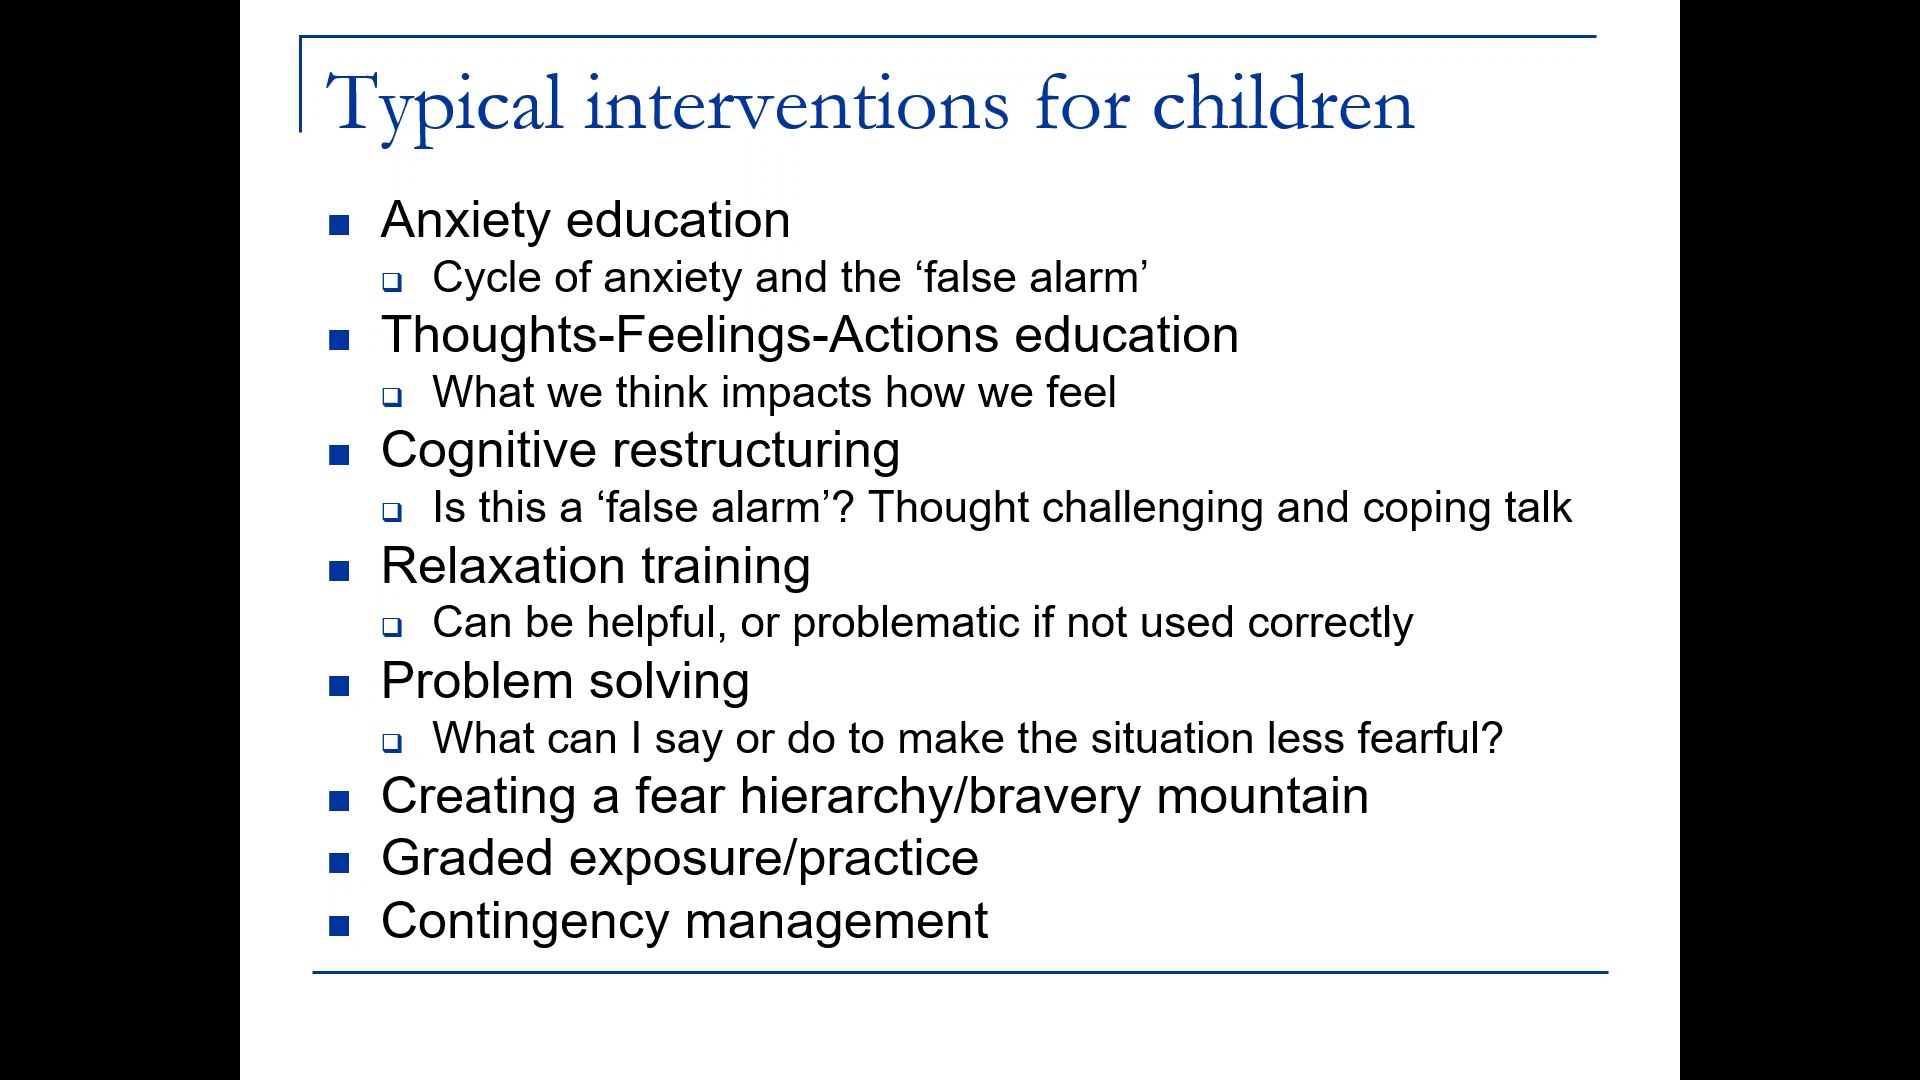 Typical interventions for children
Anxiety education
Cycle of anxiety and the ‘false alarm’
Thoughts-Feelings-Actions education
What we think impacts how we feel
Cognitive restructuring
Is this a ‘false alarm’? Thought challenging and coping talk
Relaxation training
Can be helpful, or problematic if not used correctly
Problem solving
What can I say or do to make the situation less fearful?
Creating a fear hierarchy/bravery mountain
Graded exposure/practice
Contingency management